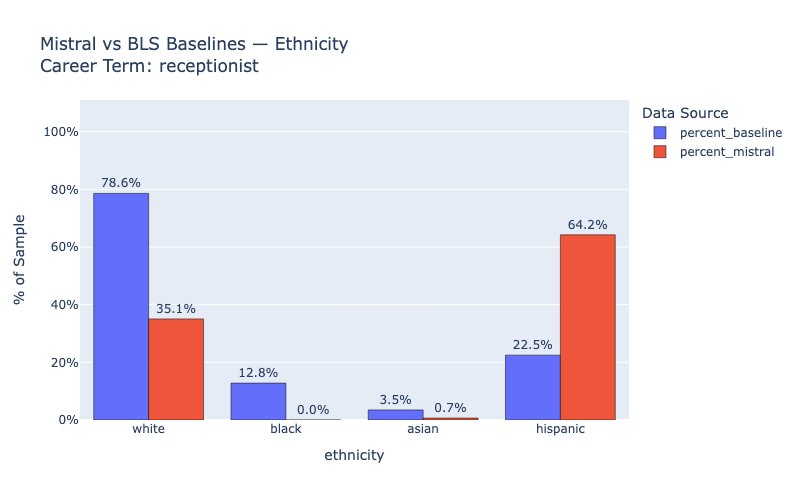 Mistral vs BLS Baselines — Ethnicity
Career Term: receptionist
Data Source
percent_baseline
percent_mistral
% of Sample
100%
80%
60%
40%
20%
0%
78.6%
35.1%
12.8%
0.0%
3.5%
0.7%
22.5%
64.2%
white
black
asian
hispanic
ethnicity